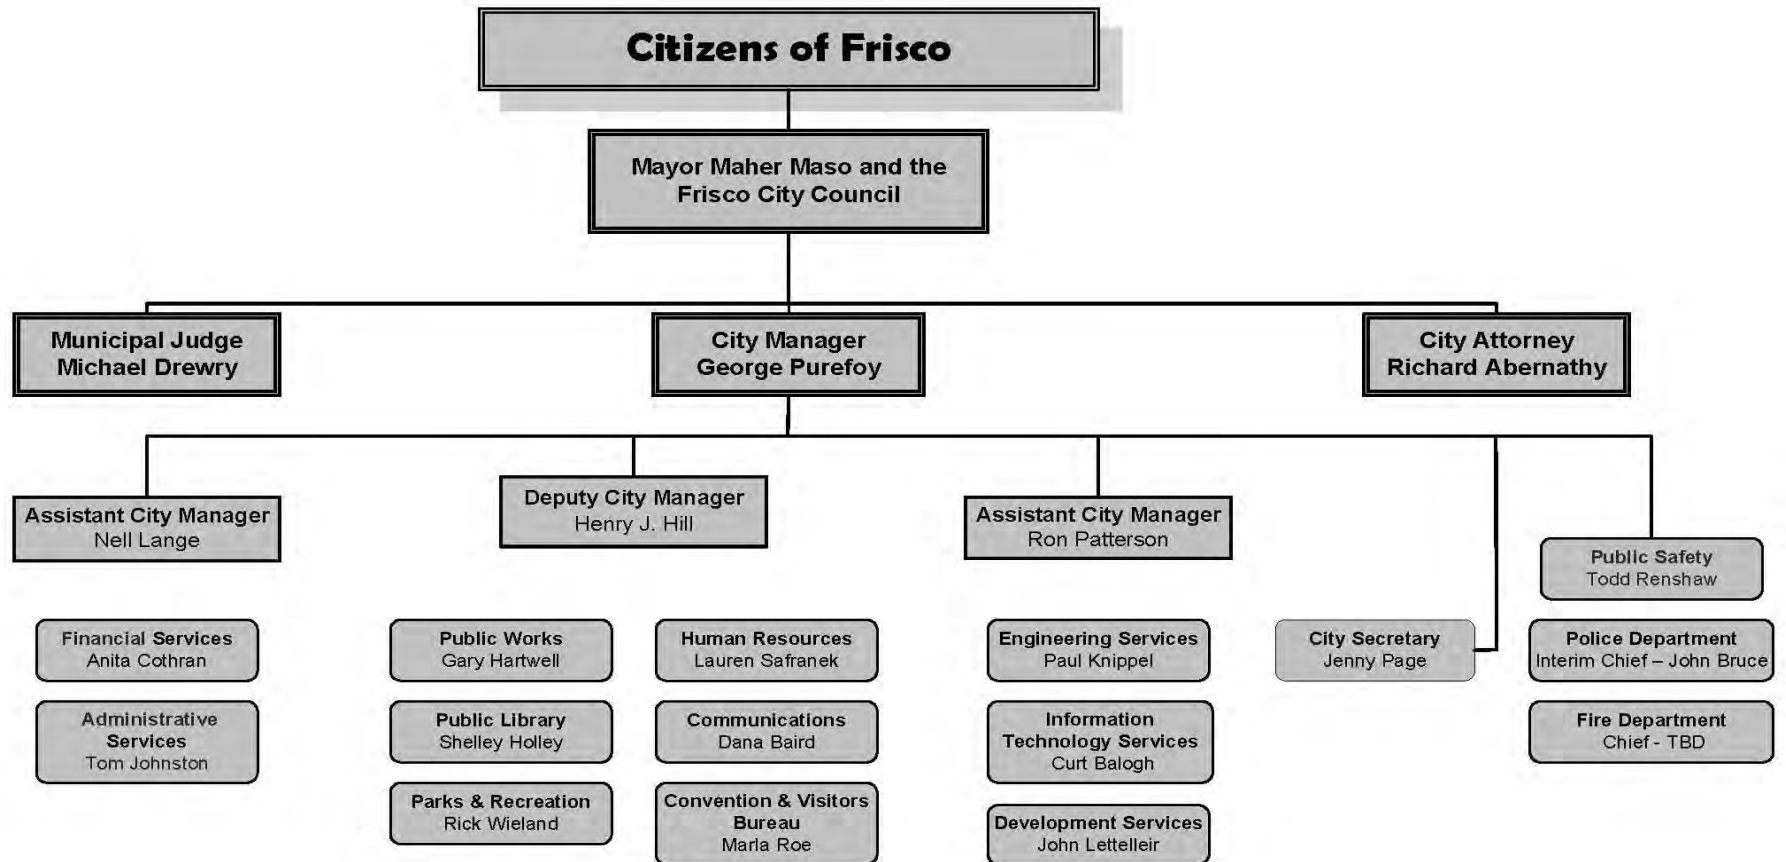 Citizens of Frisco
Mayor Maher Maso and the
Frisco City Council
Municipal Judge
Michael Drewry
City Manager
George Purefoy
City Attorney
Richard Abernathy
Assistant City Manager
Nell Lange
Deputy City Manager
Henry J. Hill
Assistant City Manager
Ron Patterson
Public Safety
Todd Renshaw
Financial Services
Anita Cothran
Public Works
Gary Hartwell
Human Resources
Lauren Safranek
Engineering Services
Paul Knippel
City Secretary
Jenny Page
Police Department
Interim Chief – John Bruce
Administrative
Services
Tom Johnston
Public Library
Shelley Holley
Communications
Dana Baird
Information
Technology Services
Curt Balogh
Fire Department
Chief - TBD
Parks & Recreation
Rick Wieland
Convention & Visitors
Bureau
Marla Roe
Development Services
John Lettelleir